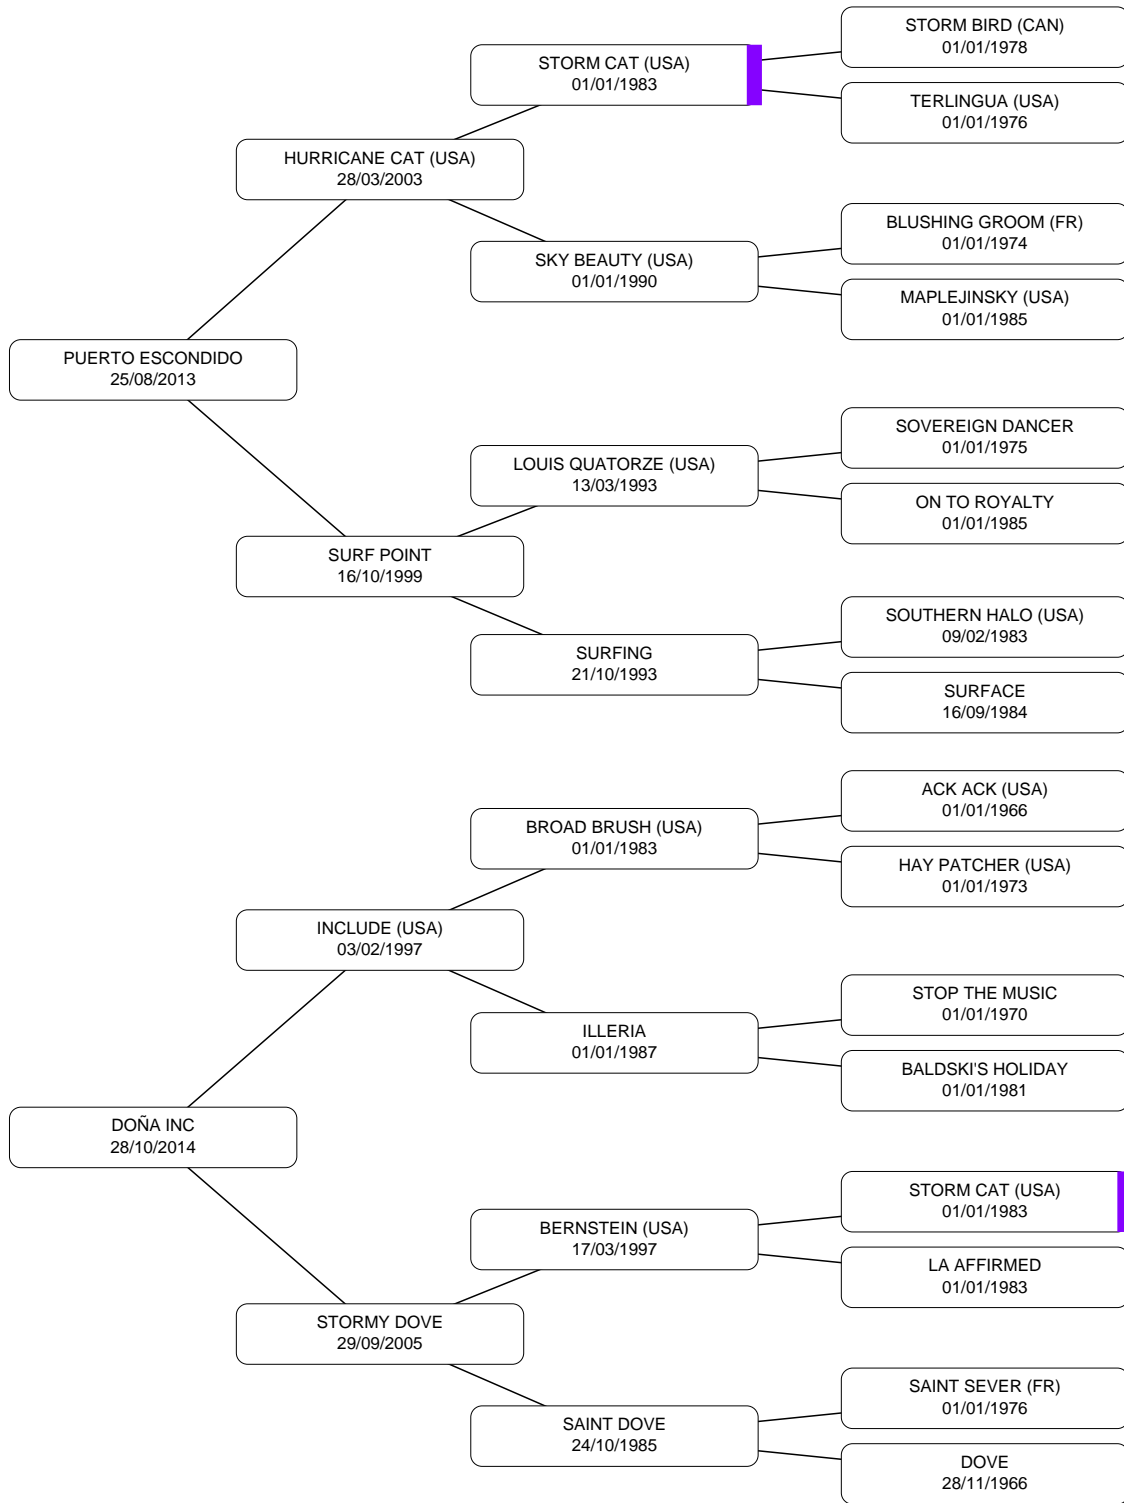 STORM BIRD (CAN)
01/01/1978
STORM CAT (USA)
01/01/1983
TERLINGUA (USA)
01/01/1976
HURRICANE CAT (USA)
28/03/2003
BLUSHING GROOM (FR)
01/01/1974
SKY BEAUTY (USA)
01/01/1990
MAPLEJINSKY (USA)
01/01/1985
PUERTO ESCONDIDO
25/08/2013
SOVEREIGN DANCER
01/01/1975
LOUIS QUATORZE (USA)
13/03/1993
ON TO ROYALTY
01/01/1985
SURF POINT
16/10/1999
SOUTHERN HALO (USA)
09/02/1983
SURFING
21/10/1993
SURFACE
16/09/1984
ACK ACK (USA)
01/01/1966
BROAD BRUSH (USA)
01/01/1983
HAY PATCHER (USA)
01/01/1973
INCLUDE (USA)
03/02/1997
STOP THE MUSIC
01/01/1970
ILLERIA
01/01/1987
BALDSKI'S HOLIDAY
01/01/1981
DOÑA INC
28/10/2014
STORM CAT (USA)
01/01/1983
BERNSTEIN (USA)
17/03/1997
LA AFFIRMED
01/01/1983
STORMY DOVE
29/09/2005
SAINT SEVER (FR)
01/01/1976
SAINT DOVE
24/10/1985
DOVE
28/11/1966